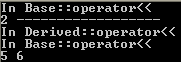 In Base::operator<<
2 ------------------
In Derived::operator<<
In Base::operator<<
5 6